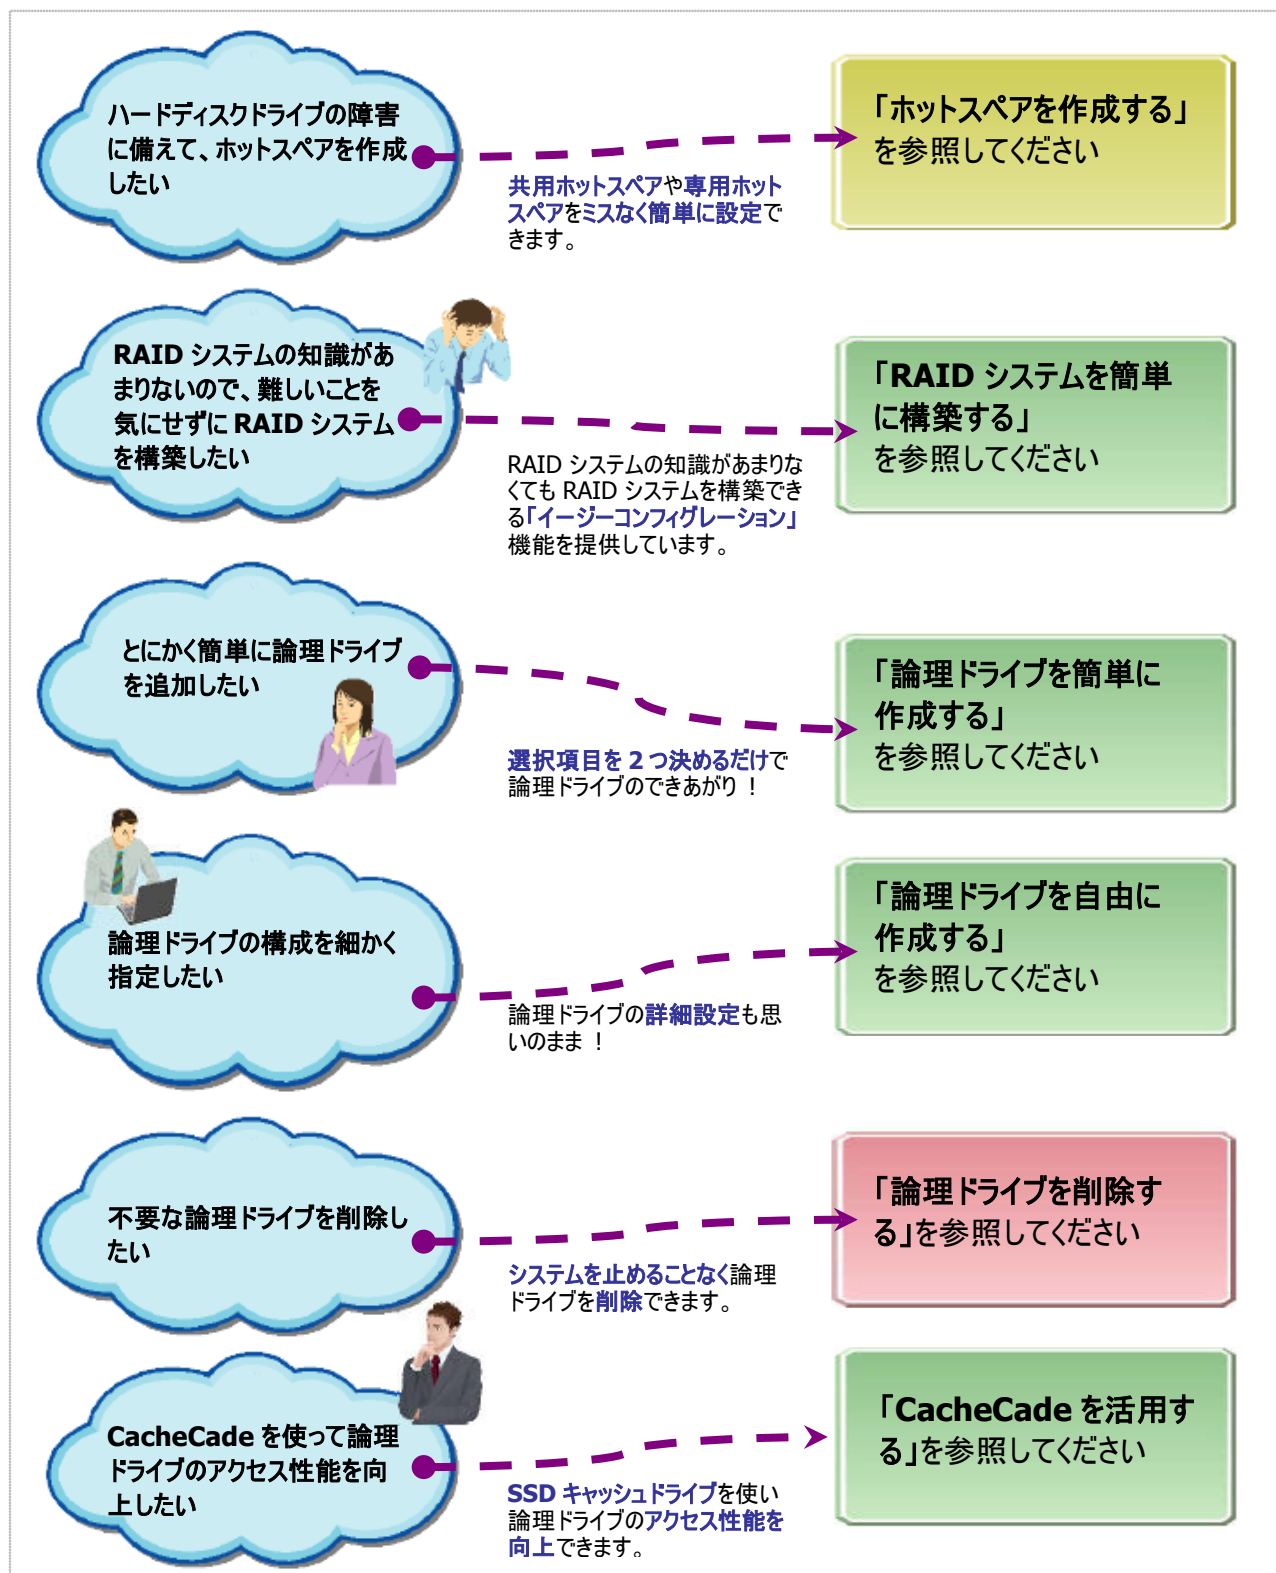 ハードディスクドライブの障害
に備えて、ホットスペアを作成
したい
共用ホットスペアや専用ホット
スペアをミスなく簡単に設定で
きます。
「ホットスペアを作成する」
を参照してください
RAID システムの知識があ
まりないので、難しいことを
気にせずに RAID システム
を構築したい
RAID システムの知識があまりな
くても RAID システムを構築でき
る「イージーコンフィグレーション」
機能を提供しています。
「RAID システムを簡単
に構築する」
を参照してください
とにかく簡単に論理ドライブ
を追加したい
選択項目を 2 つ決めるだけで
論理ドライブのできあがり！
「論理ドライブを簡単に
作成する」
を参照してください
論理ドライブの構成を細かく
指定したい
論理ドライブの詳細設定も思
いのまま！
「論理ドライブを自由に
作成する」
を参照してください
不要な論理ドライブを削除し
たい
システムを止めることなく論理
ドライブを削除できます。
「論理ドライブを削除す
る」を参照してください
CacheCade を使って論理
ドライブのアクセス性能を向
上したい
SSD キャッシュドライブを使い
論理ドライブのアクセス性能を
向上できます。
「CacheCade を活用す
る」を参照してください